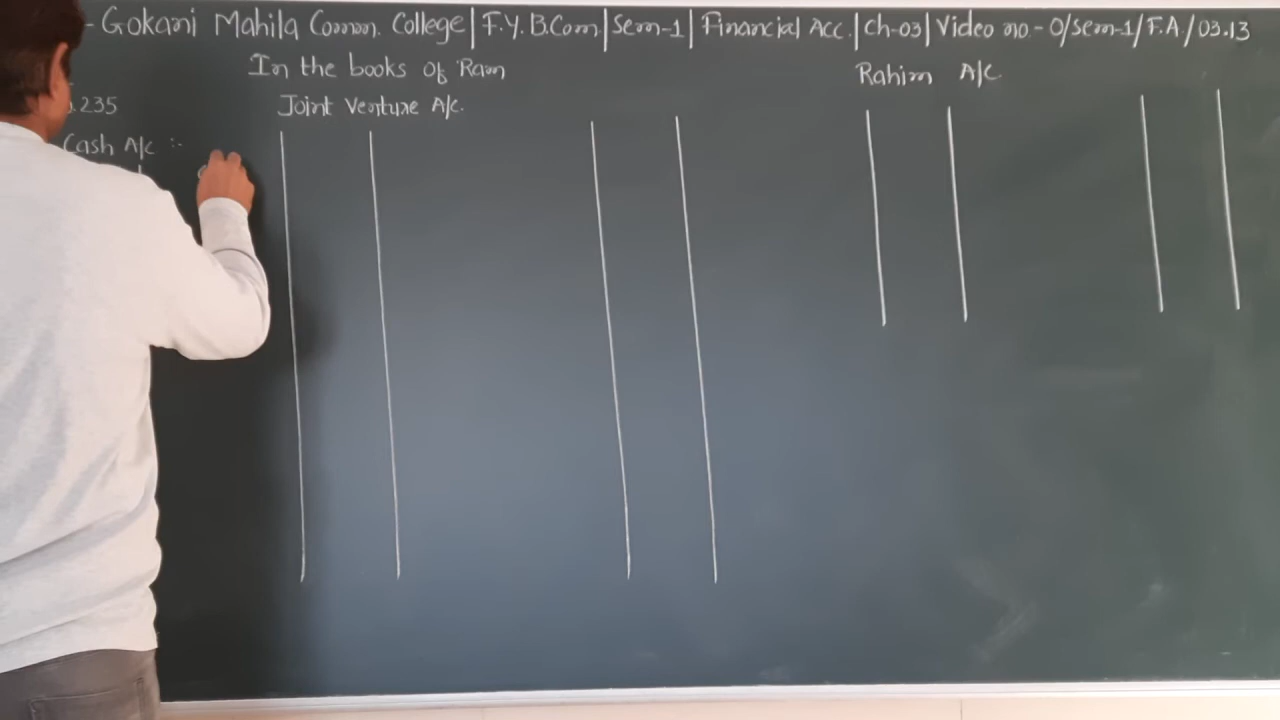 - Gokani Mahila Comm. College | F.Y.B.Com | Sem-1 | Financial Acc. | Ch-03 | Video no - O/Sem-1/F.A/03.13
In the books of Ram
Rahim A/C
.235
Joint Venture A/c.
Cash A/c :-